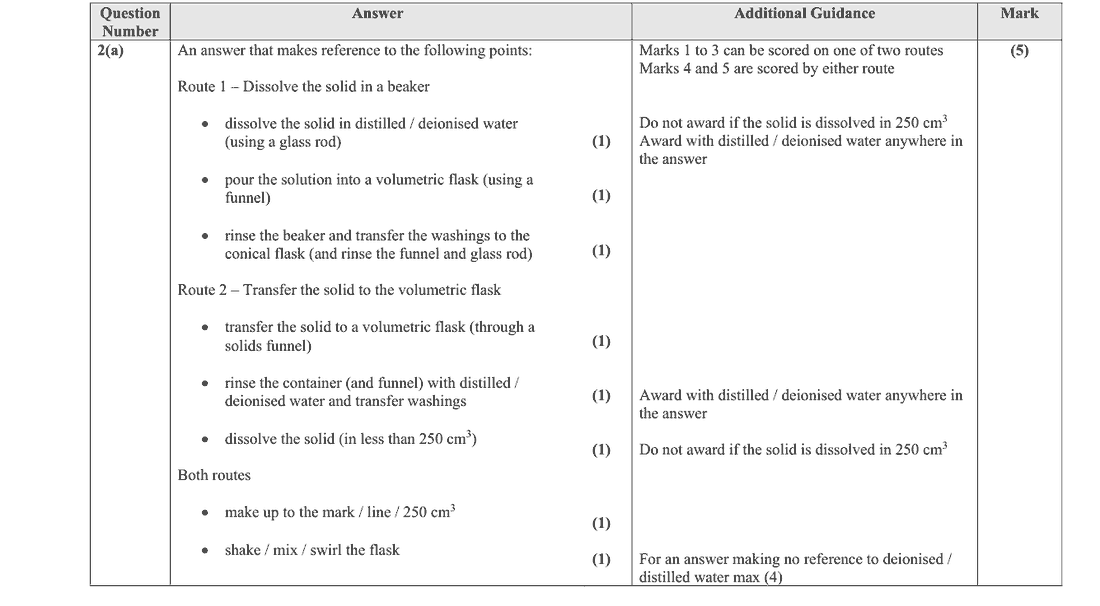 Question Number
Answer
Additional Guidance
Mark
2(a)
An answer that makes reference to the following points:
Marks 1 to 3 can be scored on one of two routes
(5)
Marks 4 and 5 are scored by either route
Route 1 – Dissolve the solid in a beaker
• dissolve the solid in distilled / deionised water
(using a glass rod)
(1)
Do not award if the solid is dissolved in 250 cm³
Award with distilled / deionised water anywhere in
the answer
• pour the solution into a volumetric flask (using a
funnel)
(1)
• rinse the beaker and transfer the washings to the
conical flask (and rinse the funnel and glass rod)
(1)
Route 2 – Transfer the solid to the volumetric flask
• transfer the solid to a volumetric flask (through a
solids funnel)
(1)
• rinse the container (and funnel) with distilled /
deionised water and transfer washings
(1)
Award with distilled / deionised water anywhere in
the answer
• dissolve the solid (in less than 250 cm³)
(1)
Do not award if the solid is dissolved in 250 cm³
Both routes
• make up to the mark / line / 250 cm³
(1)
• shake / mix / swirl the flask
(1)
For an answer making no reference to deionised /
distilled water max (4)